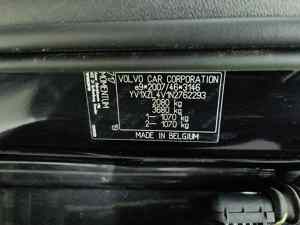 VOLVO CAR CORPORATION
e9*2007/46*3146
YV1XZL4V1N2762293
2080 kg
3680 kg
1— 1070 kg
2— 1070 kg
MADE IN BELGIUM
MOMENTUM